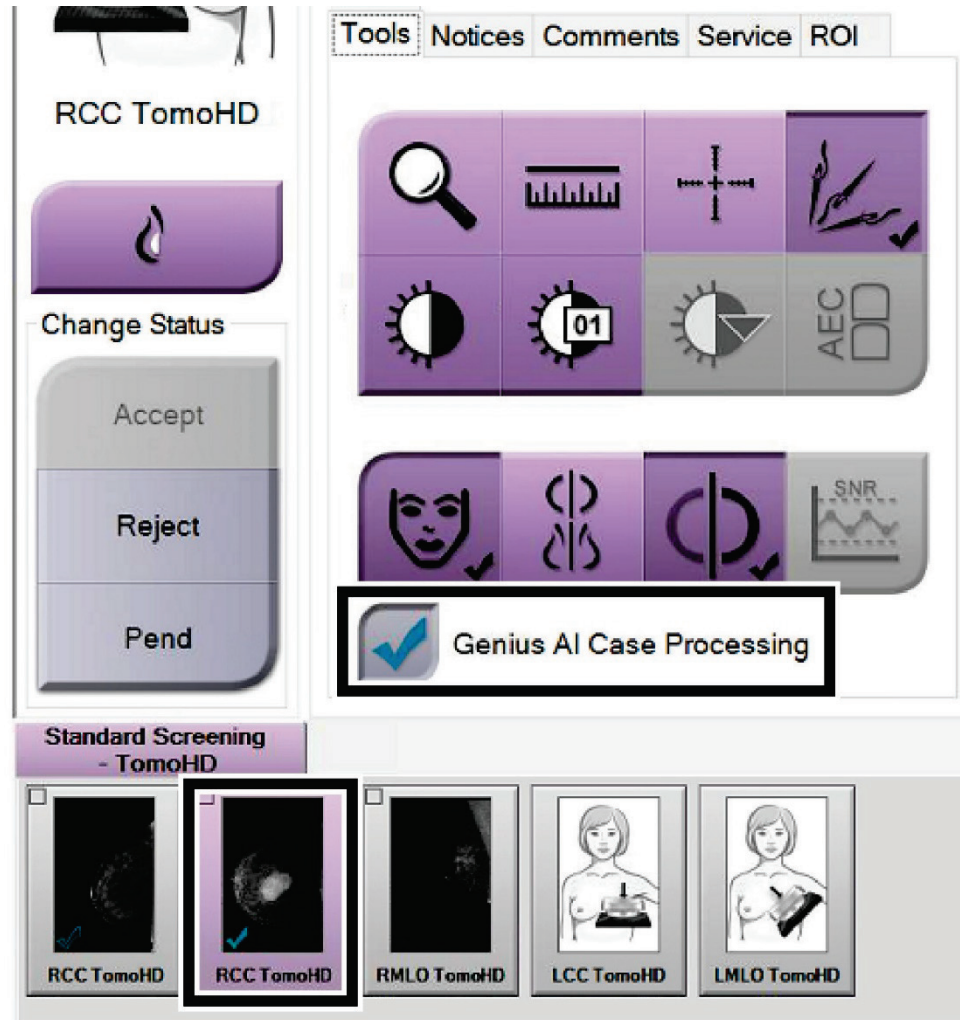 Tools Notices Comments Service ROI
RCC TomoHD
01
AEC
Change Status
Accept
Reject
Pend
SNR
Genius AI Case Processing
Standard Screening
- TomoHD
RCC TomoHD
RCC TomoHD
RMLO TomoHD
LCC TomoHD
LMLO TomoHD